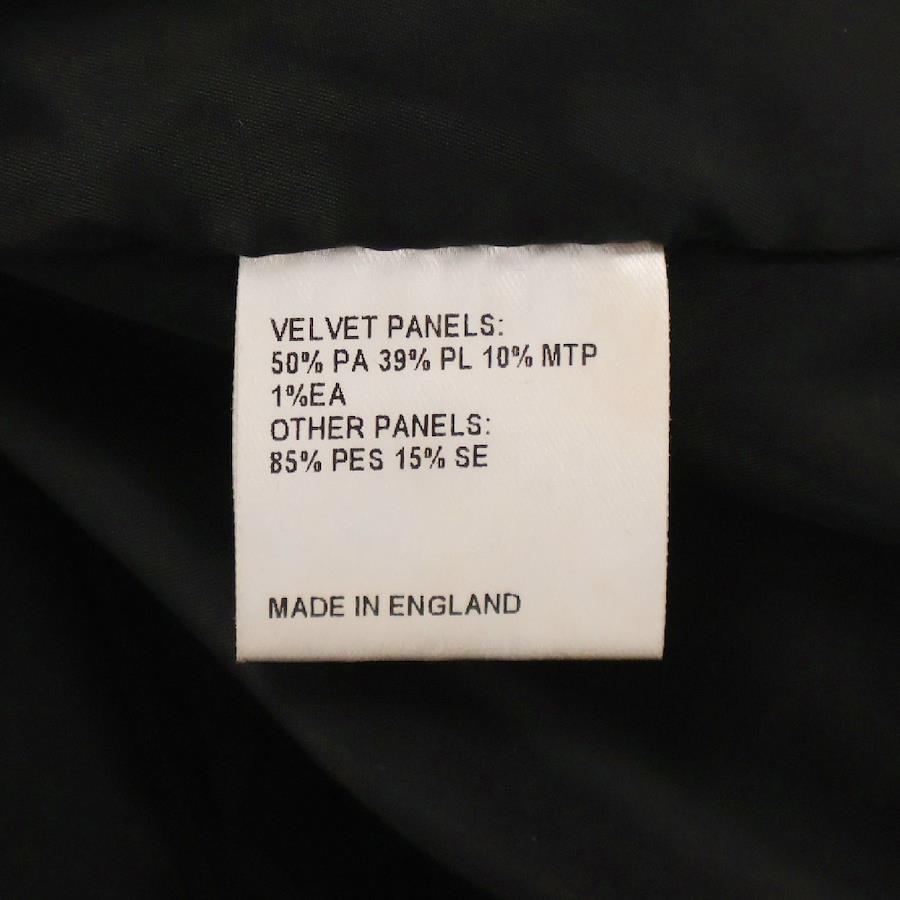 VELVET PANELS:
50% PA 39% PL 10% MTP
1%EA
OTHER PANELS:
85% PES 15% SE
MADE IN ENGLAND